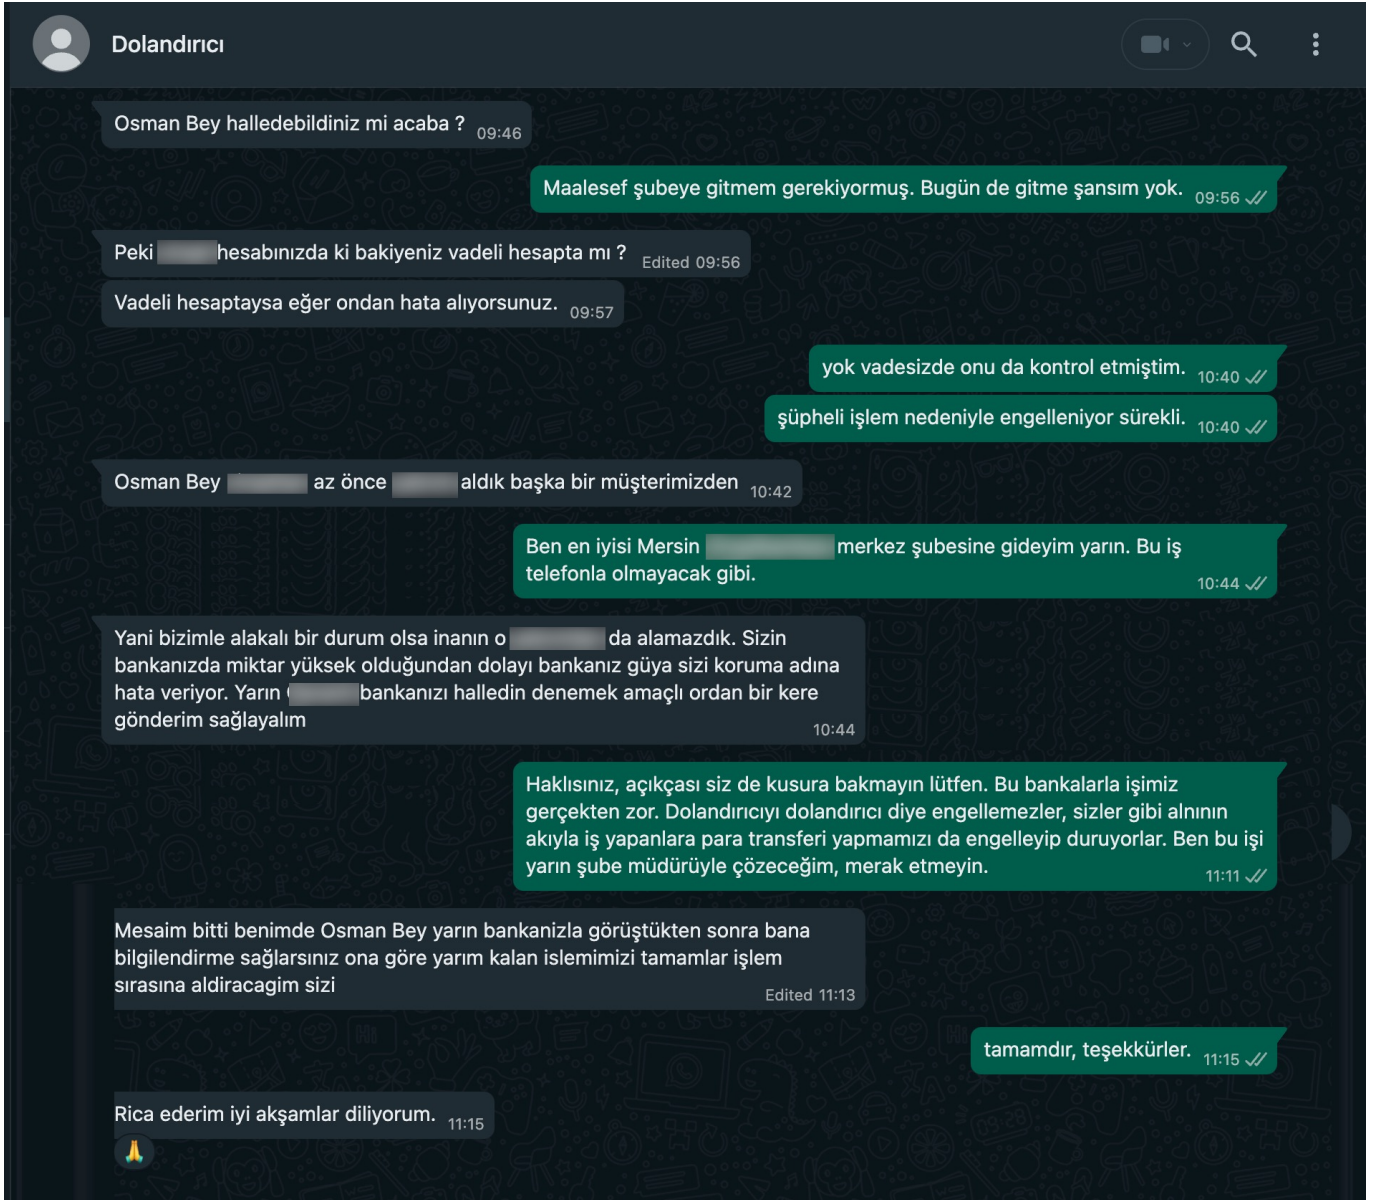 Dolandırıcı
Osman Bey halledebildiniz mi acaba ? 09:46
Maalesef şubeye gitmem gerekiyormuş. Bugün de gitme şansım yok. 09:56
Peki hesabınızda ki bakiyeniz vadeli hesapta mı ? Edited 09:56
Vadeli hesaptaysa eğer ondan hata alıyorsunuz. 09:57
yok vadesizde onu da kontrol etmiştim. 10:40
şüpheli işlem nedeniyle engelleniyor sürekli. 10:40
Osman Bey az önce aldık başka bir müşterimizden 10:42
Ben en iyisi Mersin merkez şubesine gideyim yarın. Bu iş
telefonla olmayacak gibi. 10:44
Yani bizimle alakalı bir durum olsa inanın o da alamazdık. Sizin
bankanızda miktar yüksek olduğundan dolayı bankanız güya sizi koruma adına
hata veriyor. Yarın bankanızı halledin denemek amaçlı ordan bir kere
gönderim sağlayalım 10:44
Haklısınız, açıkçası siz de kusura bakmayın lütfen. Bu bankalarla işimiz
gerçekten zor. Dolandırıcıyı dolandırıcı diye engellemezler, sizler gibi alnının
akıyla iş yapanlara para transferi yapmamızı da engelleyip duruyorlar. Ben bu işi
yarın şube müdürüyle çözeceğim, merak etmeyin. 11:11
Mesaim bitti benimde Osman Bey yarın bankanizla görüştükten sonra bana
bilgilendirme sağlarsınız ona göre yarım kalan islemimizi tamamlar işlem
sırasına aldiracagim sizi Edited 11:13
tamamdır, teşekkürler. 11:15
Rica ederim iyi akşamlar diliyorum. 11:15